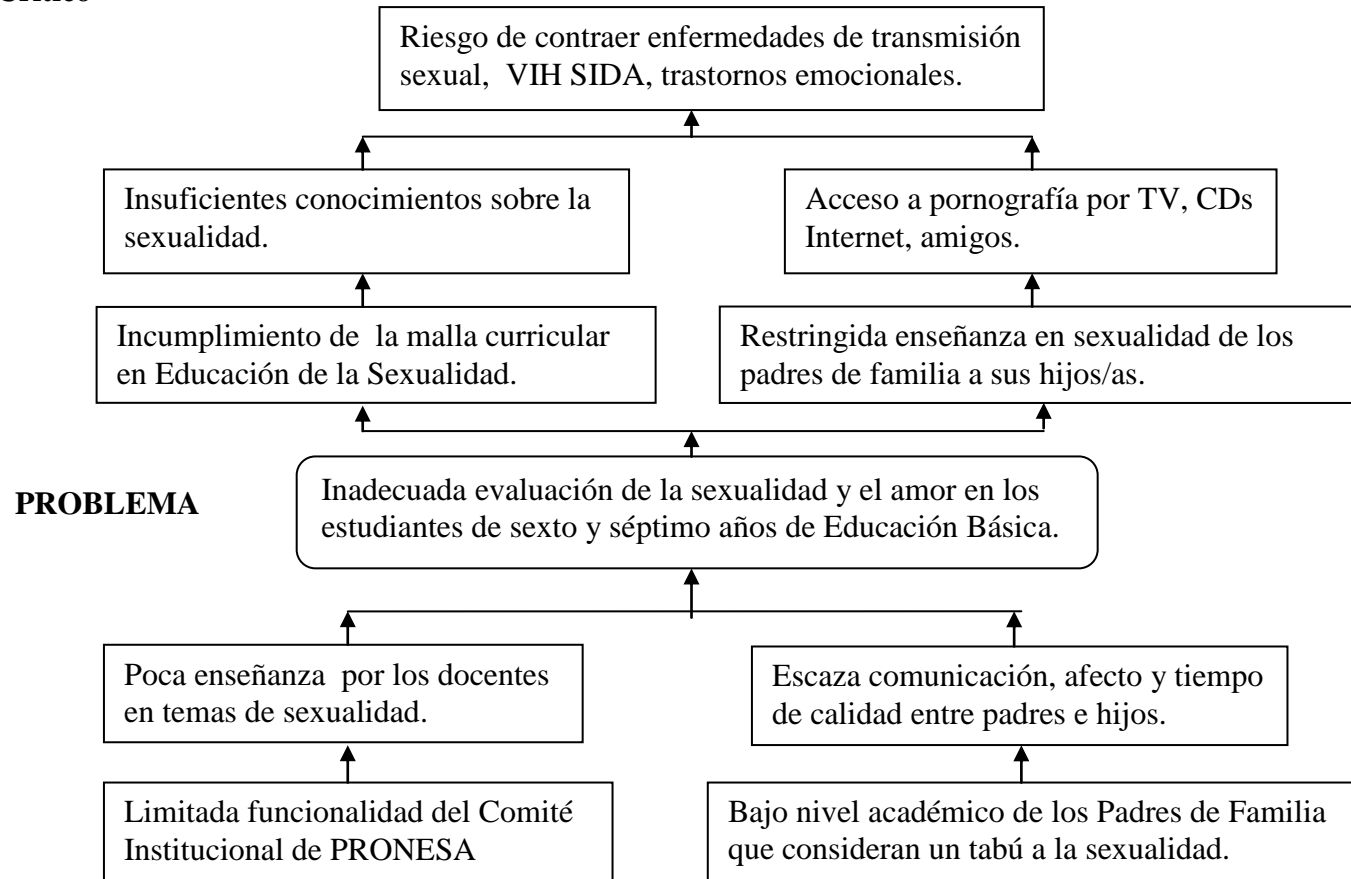 Riesgo de contraer enfermedades de transmisión
sexual, VIH SIDA, trastornos emocionales.
Insuficientes conocimientos sobre la
sexualidad.
Acceso a pornografía por TV, CDs
Internet, amigos.
Incumplimiento de la malla curricular
en Educación de la Sexualidad.
Restringida enseñanza en sexualidad de los
padres de familia a sus hijos/as.
PROBLEMA
Inadecuada evaluación de la sexualidad y el amor en los
estudiantes de sexto y séptimo años de Educación Básica.
Poca enseñanza por los docentes
en temas de sexualidad.
Escaza comunicación, afecto y tiempo
de calidad entre padres e hijos.
Limitada funcionalidad del Comité
Institucional de PRONESA
Bajo nivel académico de los Padres de Familia
que consideran un tabú a la sexualidad.